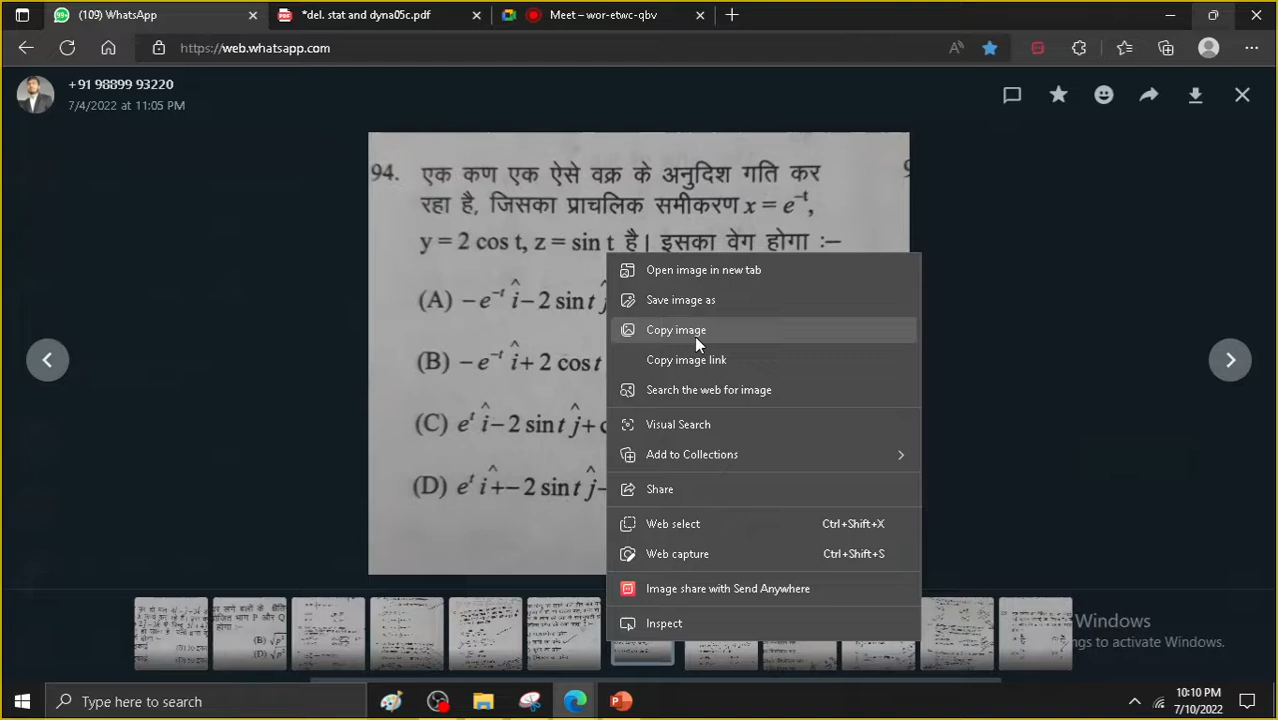 (109) WhatsApp
*del. stat and dyna05c.pdf
Meet – wor-etwc-qbv
https://web.whatsapp.com
+91 98899 93220
7/4/2022 at 11:05 PM
94. एक कण एक ऐसे वक्र के अनुदिश गति कर
रहा है, जिसका प्राचलिक समीकरण x = e⁻ᵗ,
y = 2 cos t, z = sin t है। इसका वेग होगा :–
(A) – e⁻ᵗ î – 2 sin t ĵ
(B) – e⁻ᵗ î + 2 cos t
(C) eᵗ î – 2 sin t ĵ + c
(D) eᵗ î + – 2 sin t ĵ –
Open image in new tab
Save image as
Copy image
Copy image link
Search the web for image
Visual Search
Add to Collections
Share
Web select Ctrl+Shift+X
Web capture Ctrl+Shift+S
Image share with Send Anywhere
Inspect
Windows
ngs to activate Windows.
Type here to search
10:10 PM
7/10/2022